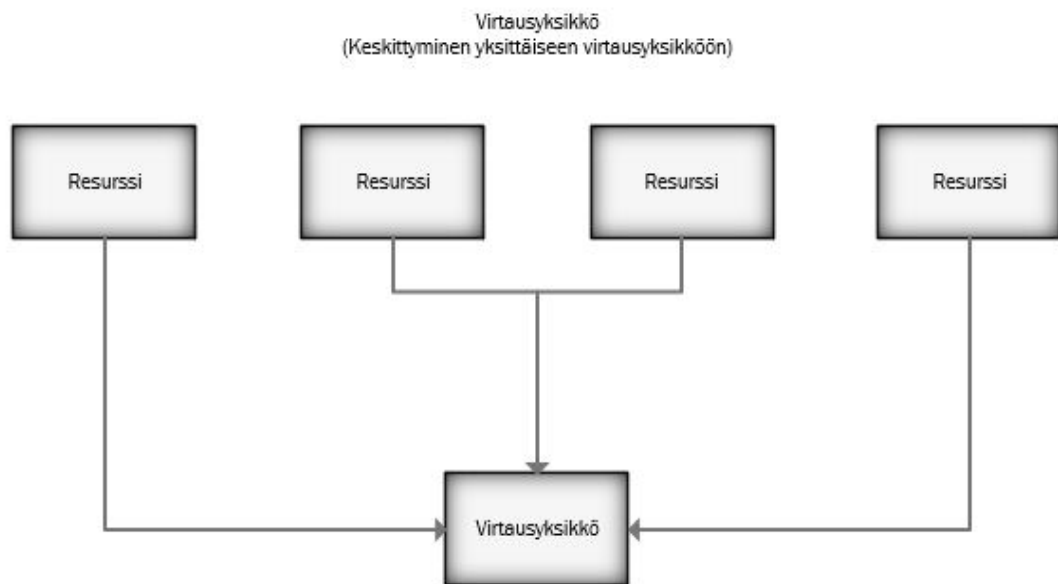 Virtausyksikkö
(Keskittyminen yksittäiseen virtausyksikköön)
Resurssi
Resurssi
Resurssi
Resurssi
Virtausyksikkö